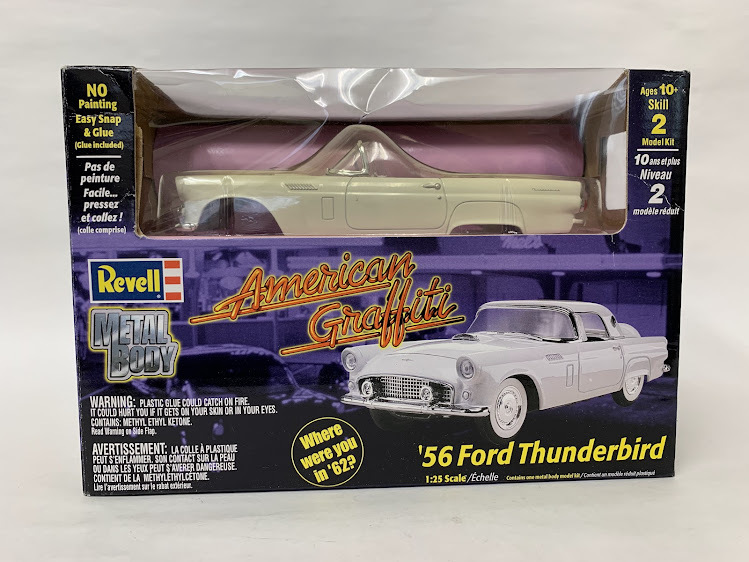 NO
Painting
Easy Snap
& Glue
(Glue included)
Pas de
peinture
Facile...
pressez
et collez !
(colle comprise)
Ages 10+
Skill
2
Model Kit
10 ans et plus
Niveau
2
modèle réduit
Revell
METAL
BODY
American
Graffiti
WARNING: PLASTIC GLUE COULD CATCH ON FIRE.
IT COULD HURT YOU IF IT GETS ON YOUR SKIN OR IN YOUR EYES.
CONTAINS: METHYL ETHYL KETONE.
Read Warning on Side Flap.
AVERTISSEMENT: LA COLLE À PLASTIQUE
PEUT S'ENFLAMMER. SON CONTACT SUR LA PEAU
OU DANS LES YEUX PEUT S'AVÉRER DANGEREUSE.
CONTIENT DE LA MÉTHYLÉTHYLCÉTONE.
Lire l'avertissement sur le rabat extérieur.
Where
were you
in '62?
'56 Ford Thunderbird
1:25 Scale/Échelle
Contains one metal body model kit/Contient un modèle réduit plastique